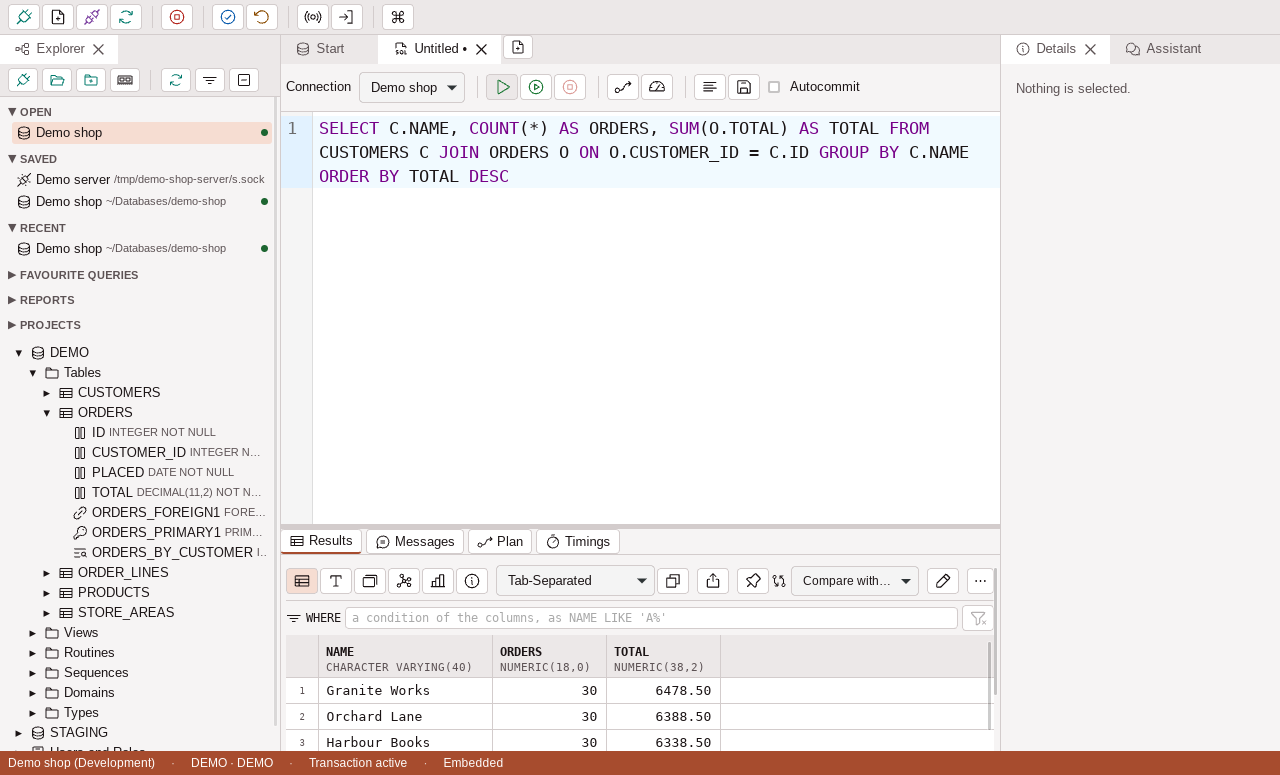 Explorer
Start
Untitled •
Details
Assistant
Connection
Demo shop
Autocommit
Nothing is selected.
OPEN
Demo shop
SAVED
Demo server /tmp/demo-shop-server/s.sock
Demo shop ~/Databases/demo-shop
RECENT
Demo shop ~/Databases/demo-shop
FAVOURITE QUERIES
REPORTS
PROJECTS
DEMO
Tables
CUSTOMERS
ORDERS
ID INTEGER NOT NULL
CUSTOMER_ID INTEGER N…
PLACED DATE NOT NULL
TOTAL DECIMAL(11,2) NOT N…
ORDERS_FOREIGN1 FORE…
ORDERS_PRIMARY1 PRIM…
ORDERS_BY_CUSTOMER I…
ORDER_LINES
PRODUCTS
STORE_AREAS
Views
Routines
Sequences
Domains
Types
STAGING
1 SELECT C.NAME, COUNT(*) AS ORDERS, SUM(O.TOTAL) AS TOTAL FROM
CUSTOMERS C JOIN ORDERS O ON O.CUSTOMER_ID = C.ID GROUP BY C.NAME
ORDER BY TOTAL DESC
Results
Messages
Plan
Timings
Tab-Separated
Compare with…
WHERE a condition of the columns, as NAME LIKE 'A%'
NAME ORDERS TOTAL
CHARACTER VARYING(40) NUMERIC(18,0) NUMERIC(38,2)
1 Granite Works 30 6478.50
2 Orchard Lane 30 6388.50
3 Harbour Books 30 6338.50
Demo shop (Development) · DEMO · DEMO · Transaction active · Embedded